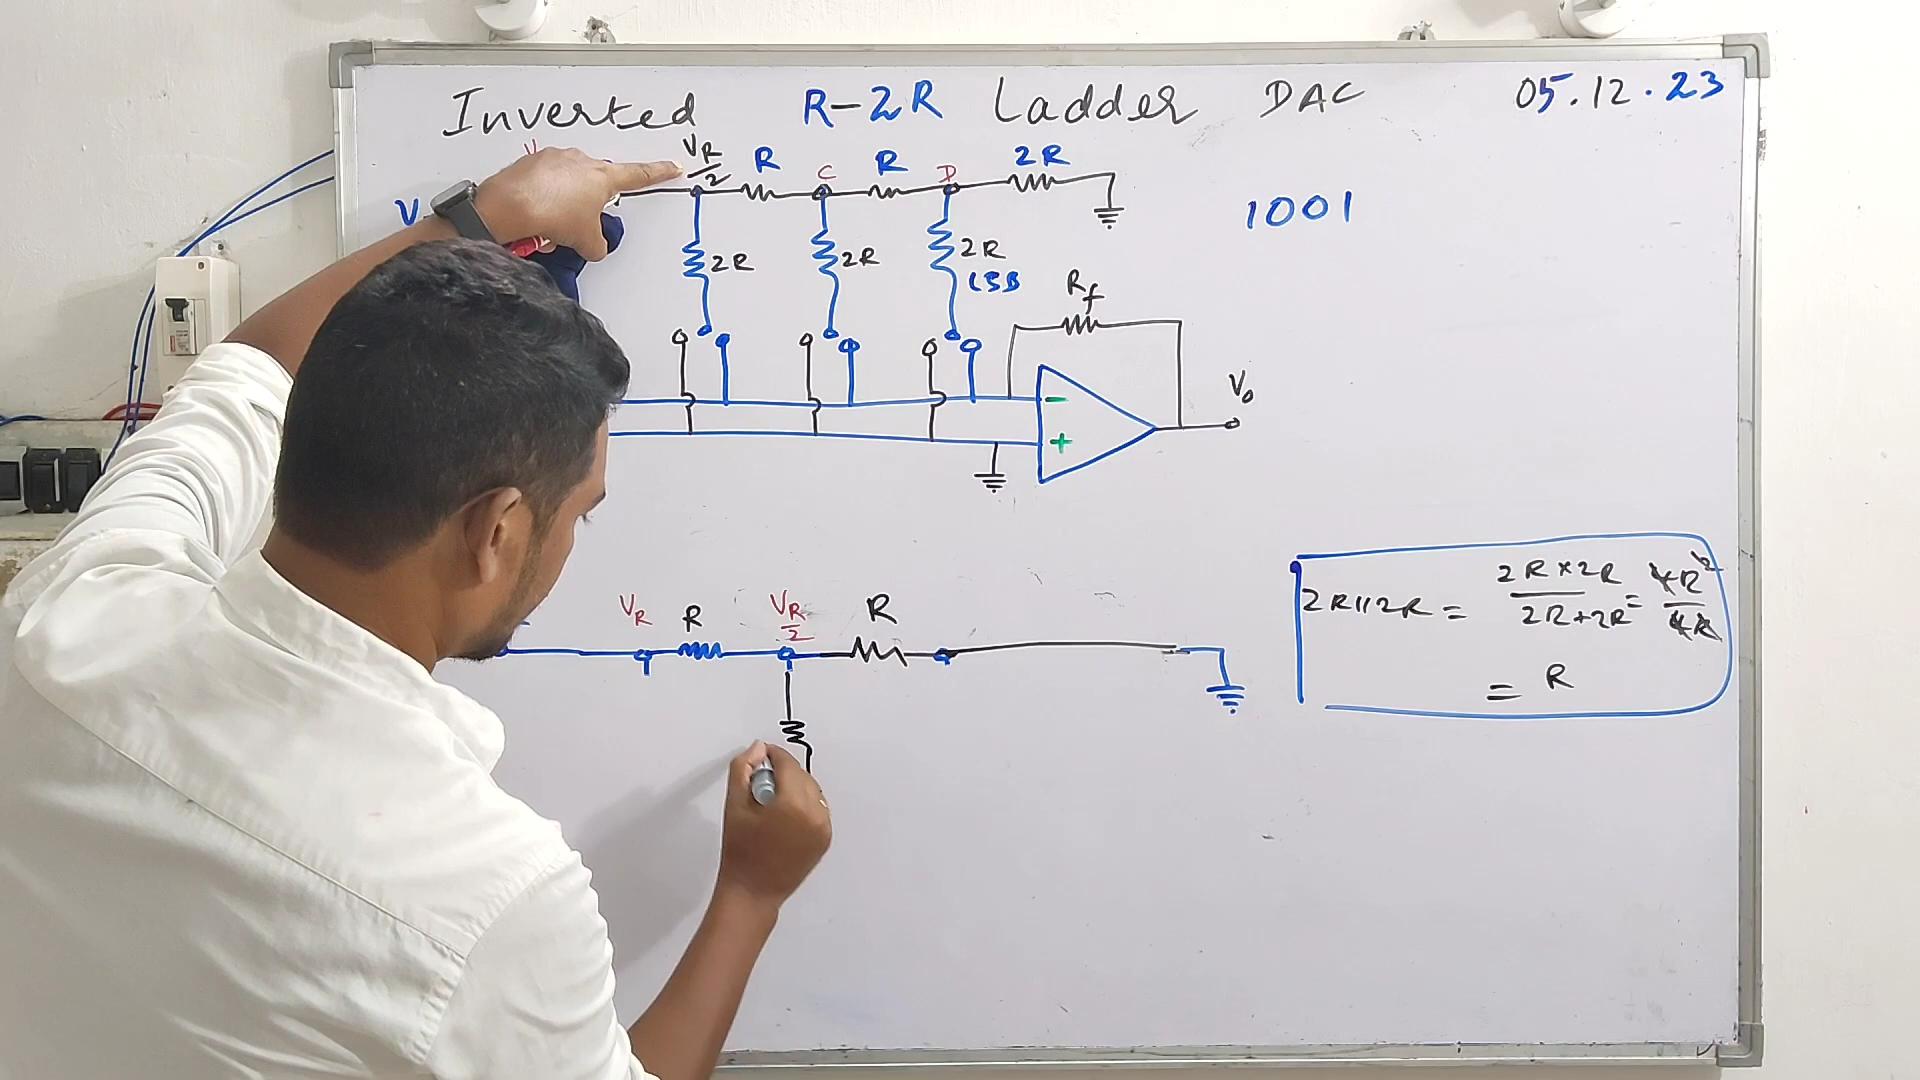 Inverted R-2R Ladder DAC 05.12.23
V
VR/2 R C R D 2R
V 1001
2R 2R 2R
LSB
Rf
Vo
-
+
2R||2R = 2R×2R/2R+2R = 4R²/4R
= R
VR R VR/2 R